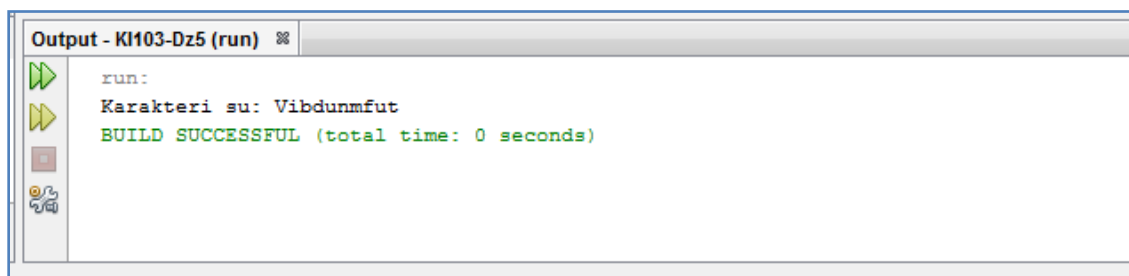 Output - KI103-Dz5 (run)
run:
Karakteri su: Vibdunmfut
BUILD SUCCESSFUL (total time: 0 seconds)